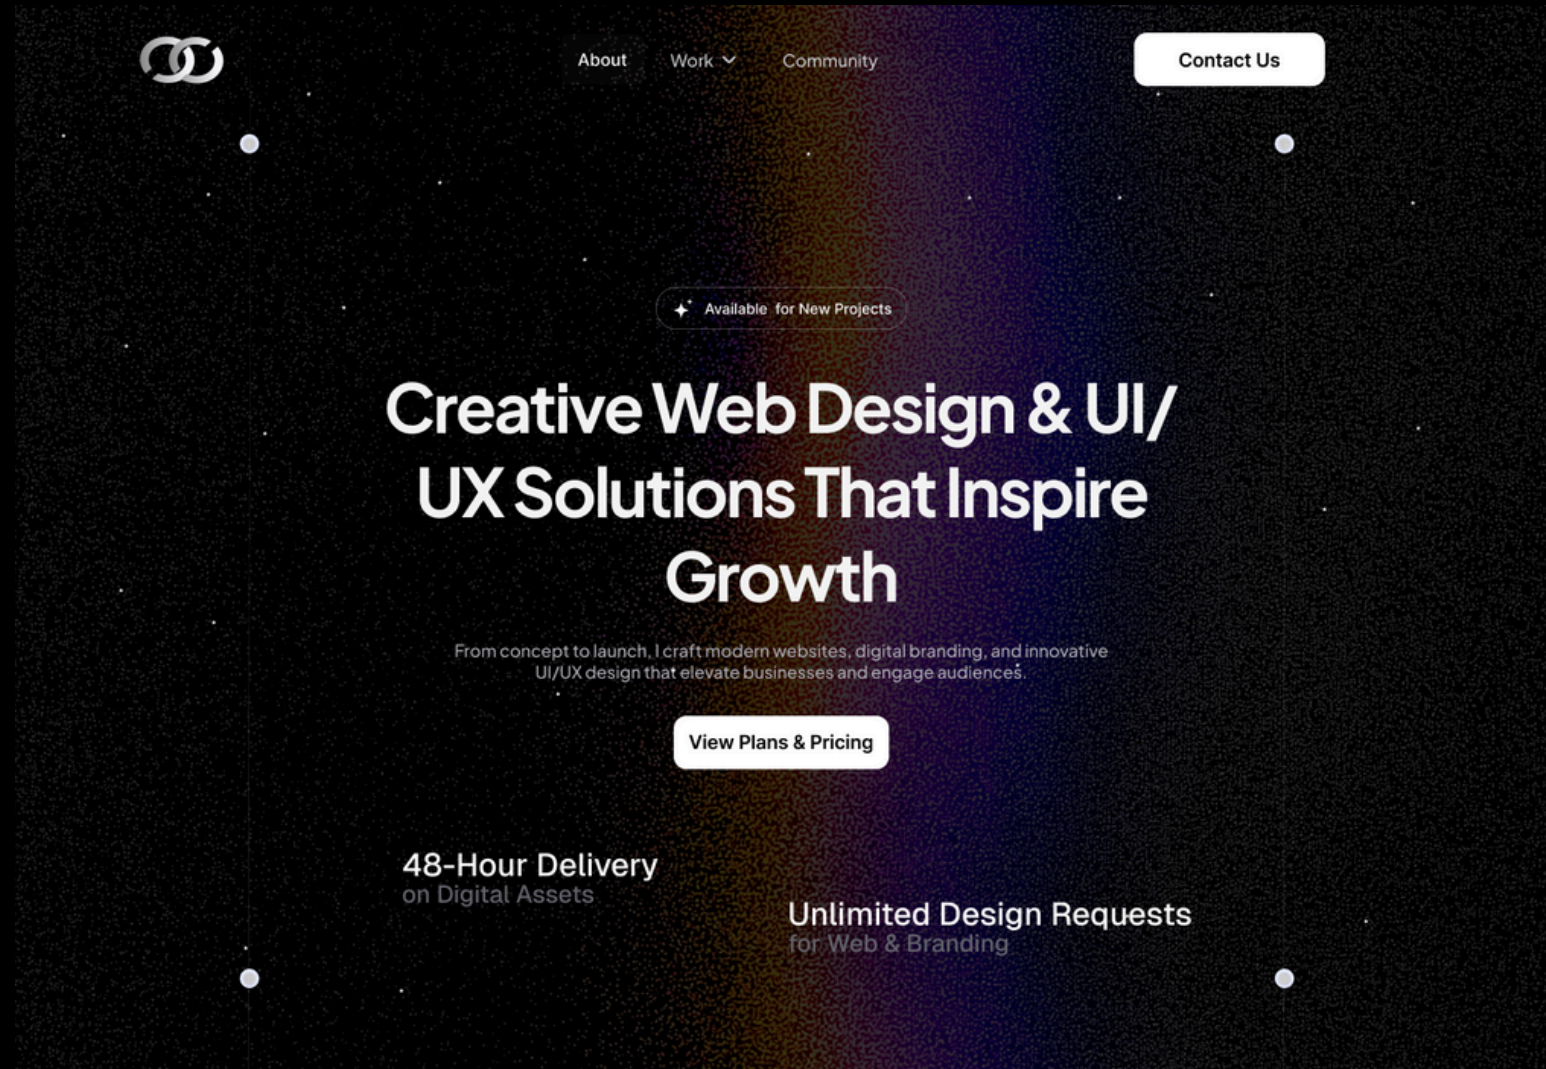 About
Work
Community
Contact Us
Available for New Projects
Creative Web Design & UI/
UX Solutions That Inspire
Growth
From concept to launch, I craft modern websites, digital branding, and innovative
UI/UX design that elevate businesses and engage audiences.
View Plans & Pricing
48-Hour Delivery
on Digital Assets
Unlimited Design Requests
for Web & Branding